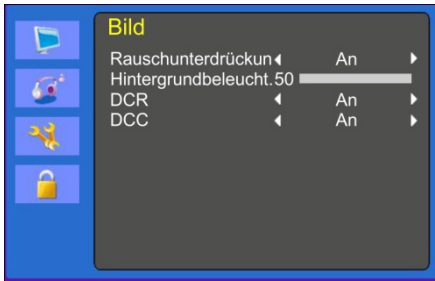 Bild
Rauschunterdrückun An
Hintergrundbeleucht.50
DCR An
DCC An